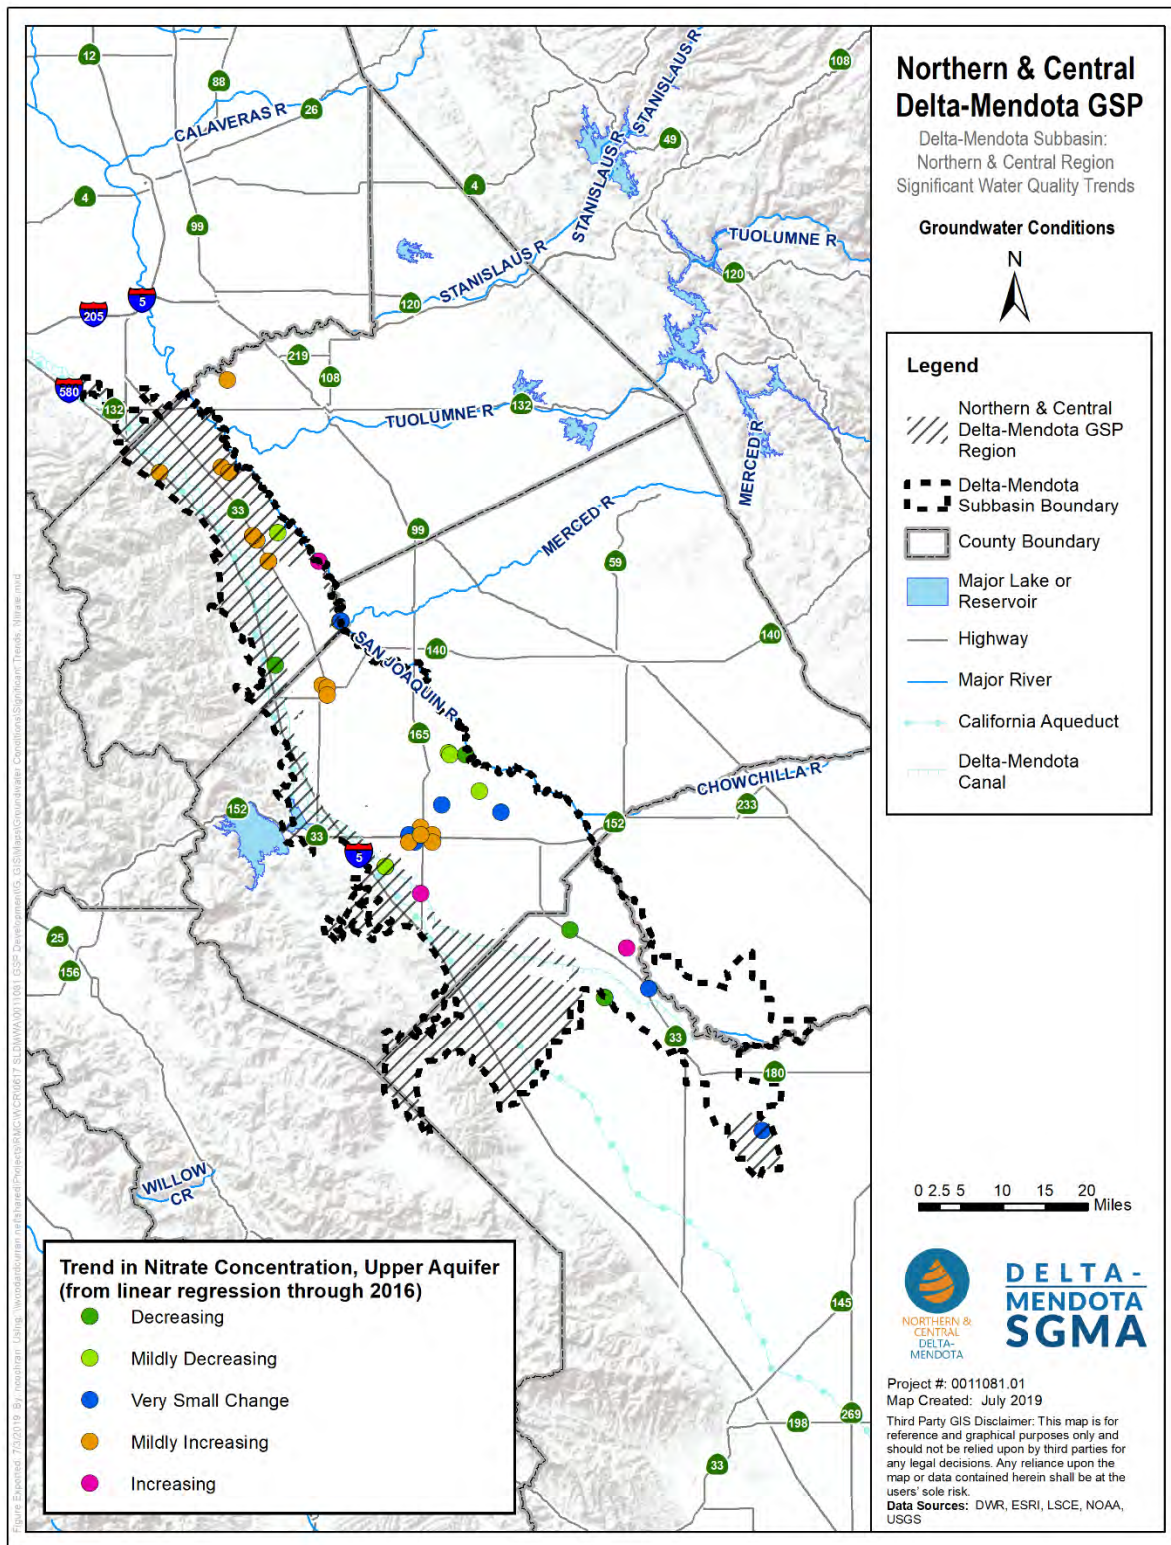 Northern & Central
Delta-Mendota GSP
Delta-Mendota Subbasin:
Northern & Central Region
Significant Water Quality Trends
Groundwater Conditions
N
Legend
Northern & Central
Delta-Mendota GSP
Region
Delta-Mendota
Subbasin Boundary
County Boundary
Major Lake or
Reservoir
Highway
Major River
California Aqueduct
Delta-Mendota
Canal
0 2.5 5 10 15 20
Miles
NORTHERN &
CENTRAL
DELTA-
MENDOTA
DELTA-
MENDOTA
SGMA
Project #: 0011081.01
Map Created: July 2019
Third Party GIS Disclaimer: This map is for
reference and graphical purposes only and
should not be relied upon by third parties for
any legal decisions. Any reliance upon the
map or data contained herein shall be at the
users' sole risk.
Data Sources: DWR, ESRI, LSCE, NOAA,
USGS
12
88
26
CALAVERAS R
108
49
STANISLAUS R
STANISLAUS R
STANISLAUS R
4
4
99
TUOLUMNE R
120
5
205
120
219
108
580
132
TUOLUMNE R
132
MERCED R
33
99
MERCED R
59
140
140
SAN JOAQUIN R
165
CHOWCHILLA R
233
152
152
33
5
25
156
33
180
WILLOW
CR
145
269
198
33
Trend in Nitrate Concentration, Upper Aquifer
(from linear regression through 2016)
Decreasing
Mildly Decreasing
Very Small Change
Mildly Increasing
Increasing